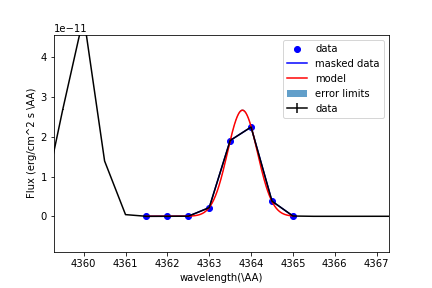 1e−11
data
masked data
model
error limits
data
Flux (erg/cm^2 s \AA)
4
3
2
1
0
4360 4361 4362 4363 4364 4365 4366 4367
wavelength(\AA)